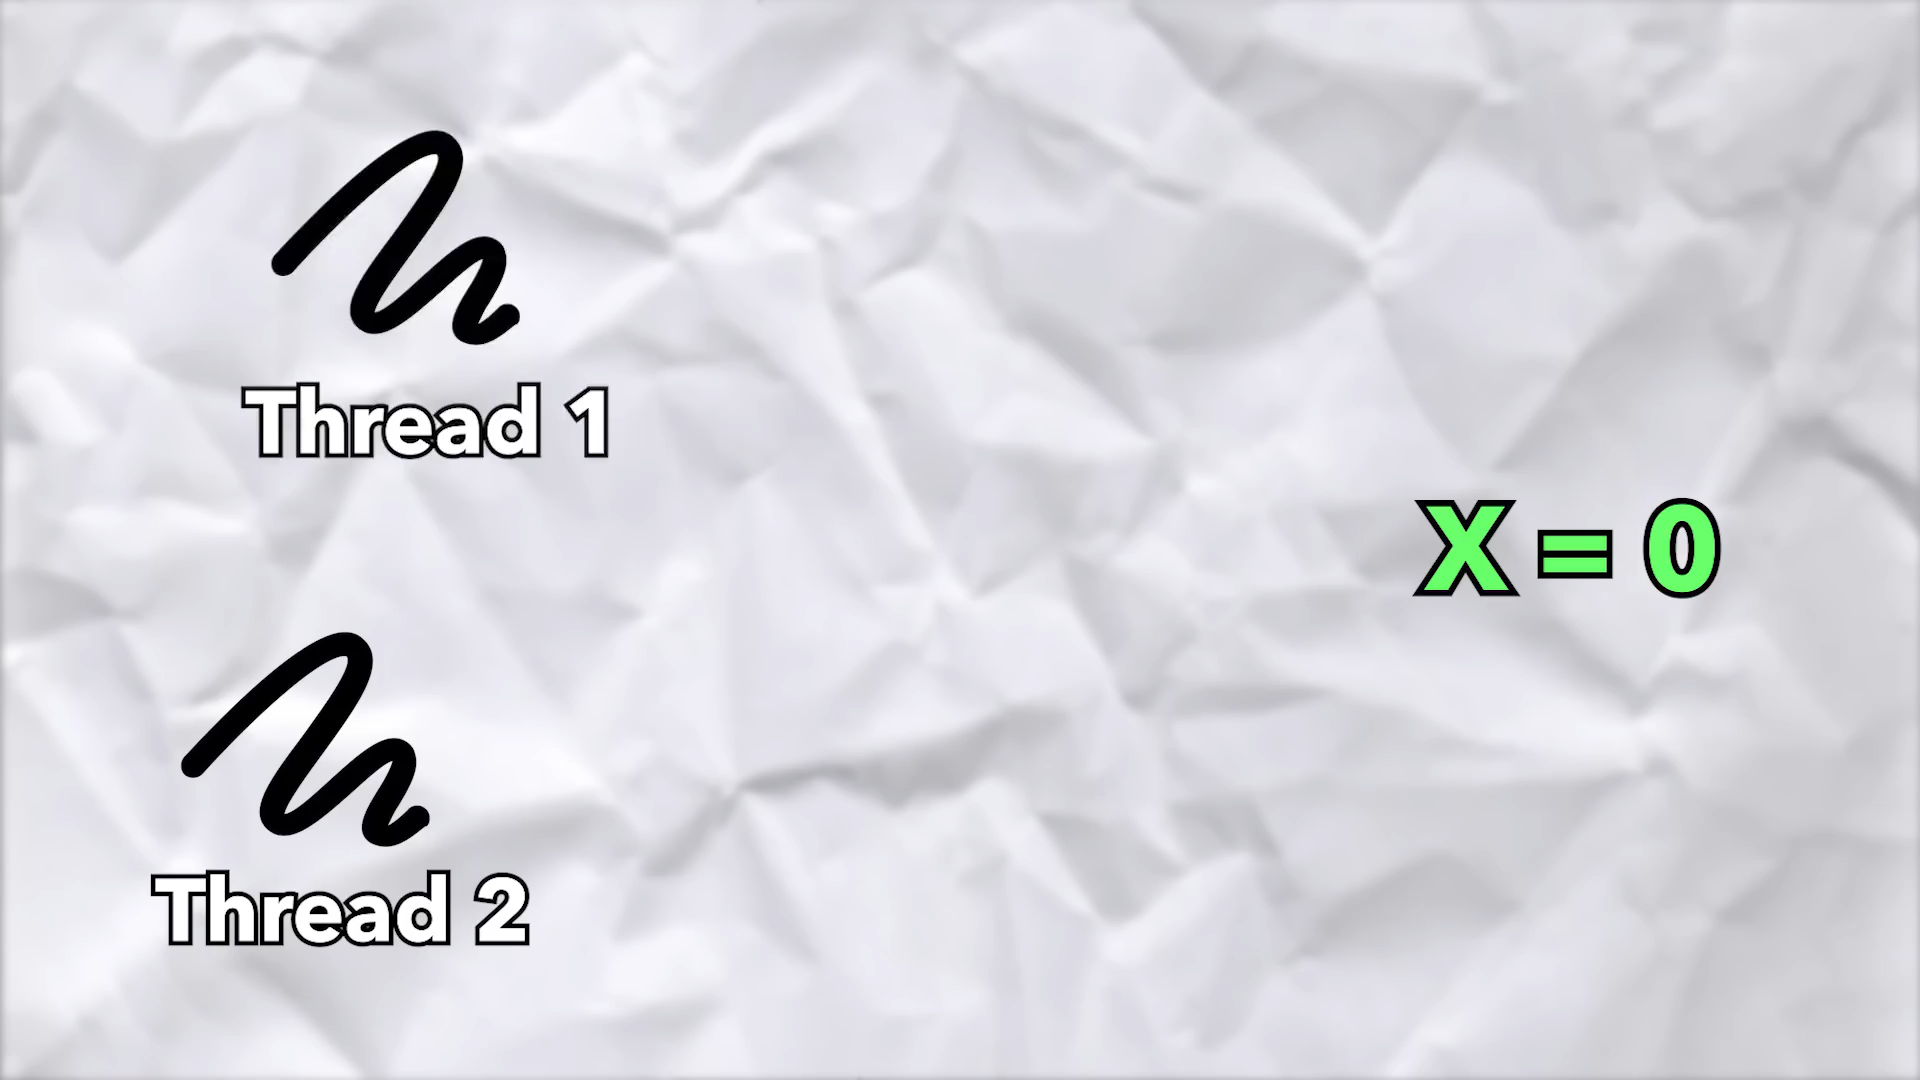 Thread 1
X = 0
Thread 2